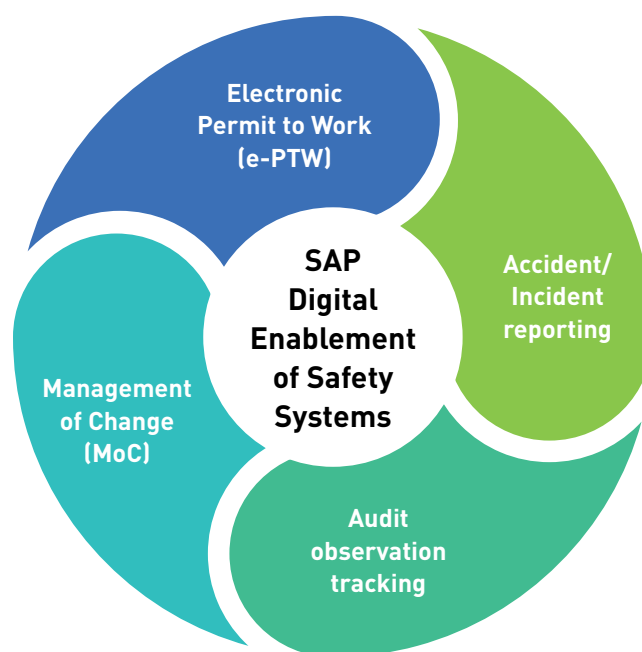 Electronic
Permit to Work
(e-PTW)
Accident/
Incident
reporting
SAP
Digital
Enablement
of Safety
Systems
Management
of Change
(MoC)
Audit
observation
tracking